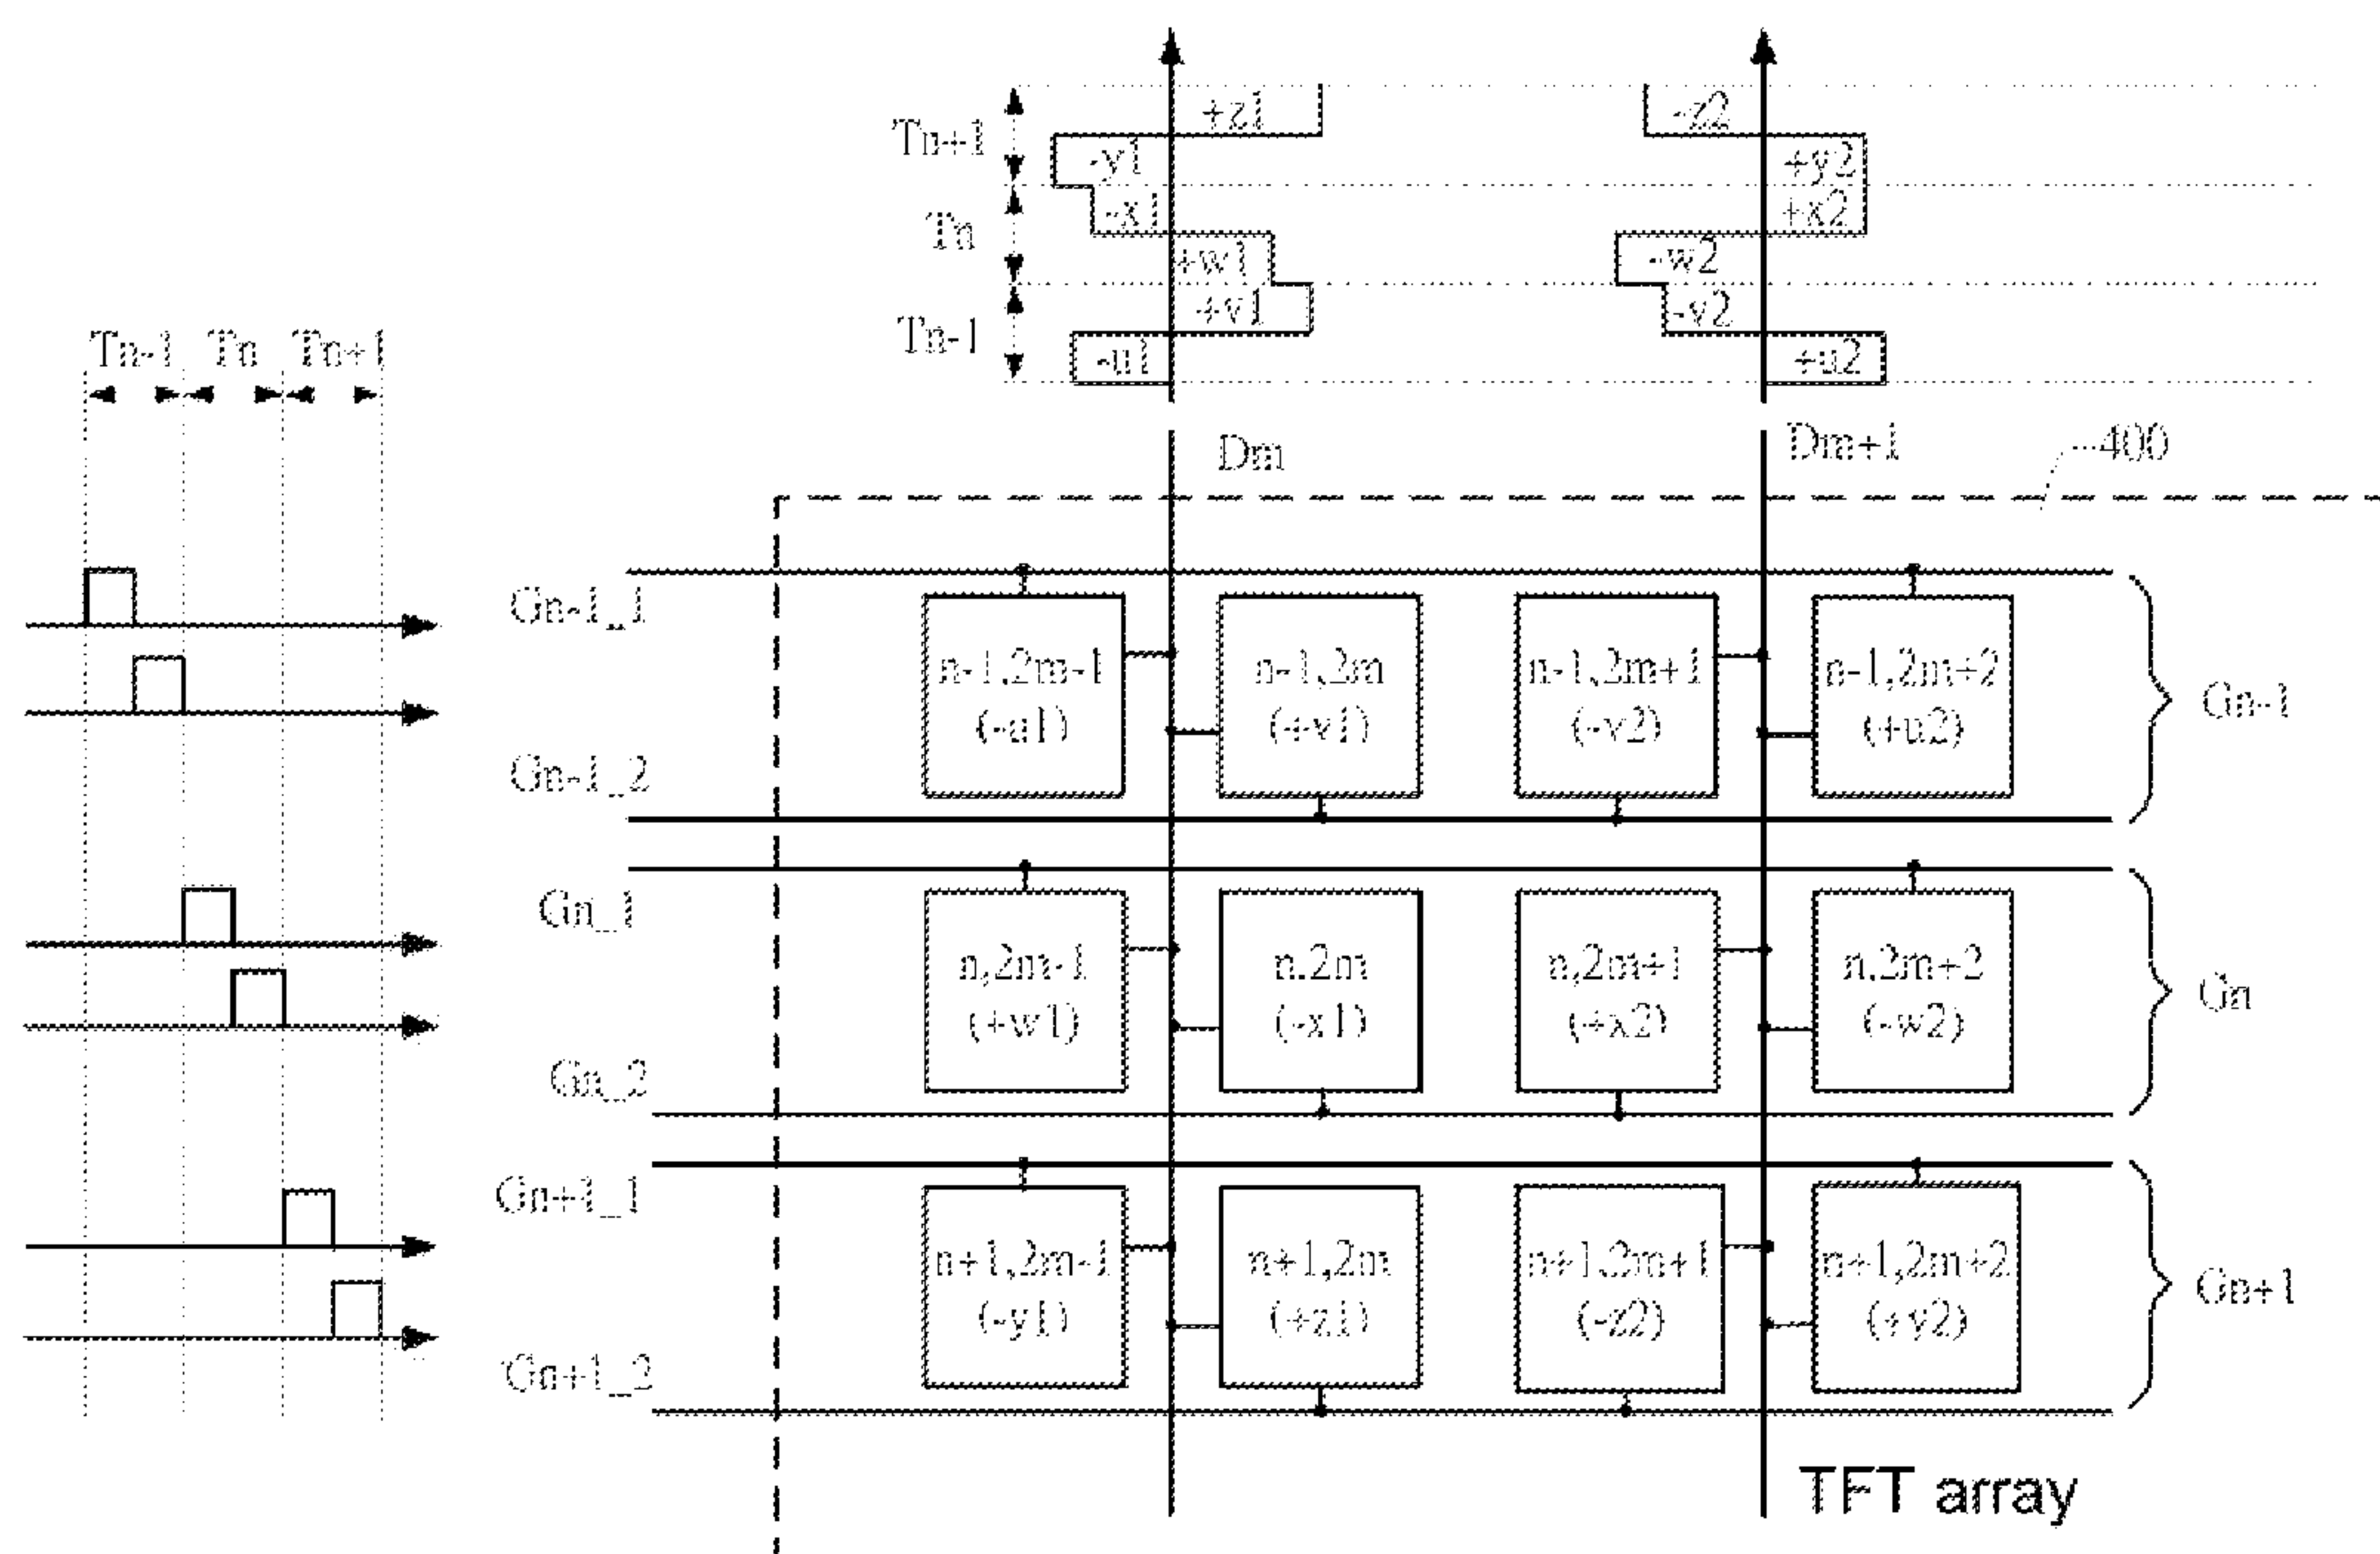 +z1
-z2
Tn+1
-y1
+y2
-x1
+x2
Tn
+w1
-w2
+v1
-v2
Tn-1
-u1
+u2
Tn-1 Tn Tn+1
Dm
Dm+1
400
Gn-1_1
n-1,2m-1
(-u1)
n-1,2m
(+v1)
n-1,2m+1
(-v2)
n-1,2m+2
(+u2)
Gn-1
Gn-1_2
Gn_1
n,2m-1
(+w1)
n,2m
(-x1)
n,2m+1
(+x2)
n,2m+2
(-w2)
Gn
Gn_2
Gn+1_1
n+1,2m-1
(-y1)
n+1,2m
(+z1)
n+1,2m+1
(-z2)
n+1,2m+2
(+y2)
Gn+1
Gn+1_2
TFT array